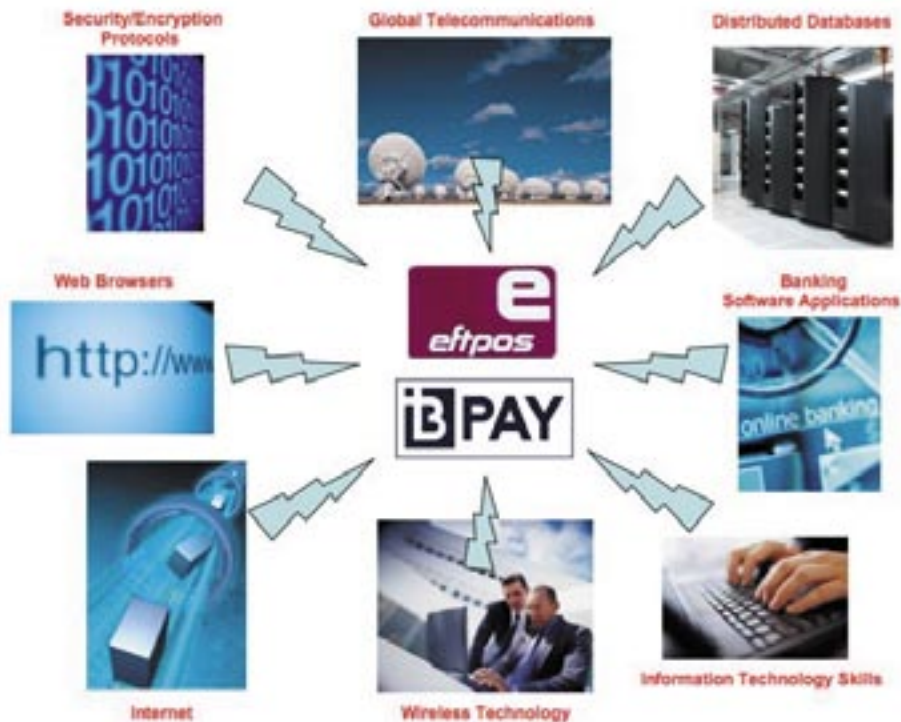 Security/Encryption
Protocols
Global Telecommunications
Distributed Databases
Web Browsers
http://www
e
eftpos
B PAY
Banking
Software Applications
online banking
Internet
Wireless Technology
Information Technology Skills